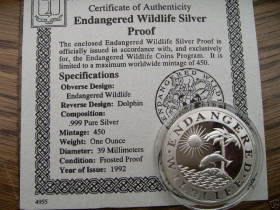 Certificate of Authenticity
Endangered Wildlife Silver
Proof
The enclosed Endangered Wildlife Silver Proof is
officially issued in accordance with, and exclusively
for, the Endangered Wildlife Coins Program. It is
limited to a maximum worldwide mintage of 450.
Specifications
Obverse Design:
Endangered Wildlife
Reverse Design: Dolphin
Composition:
.999 Pure Silver
Mintage: 450
Weight: One Ounce
Diameter: 39 Millimeters
Condition: Frosted Proof
Year of Issue: 1992
4955
ENDANGERED
WILDLIFE